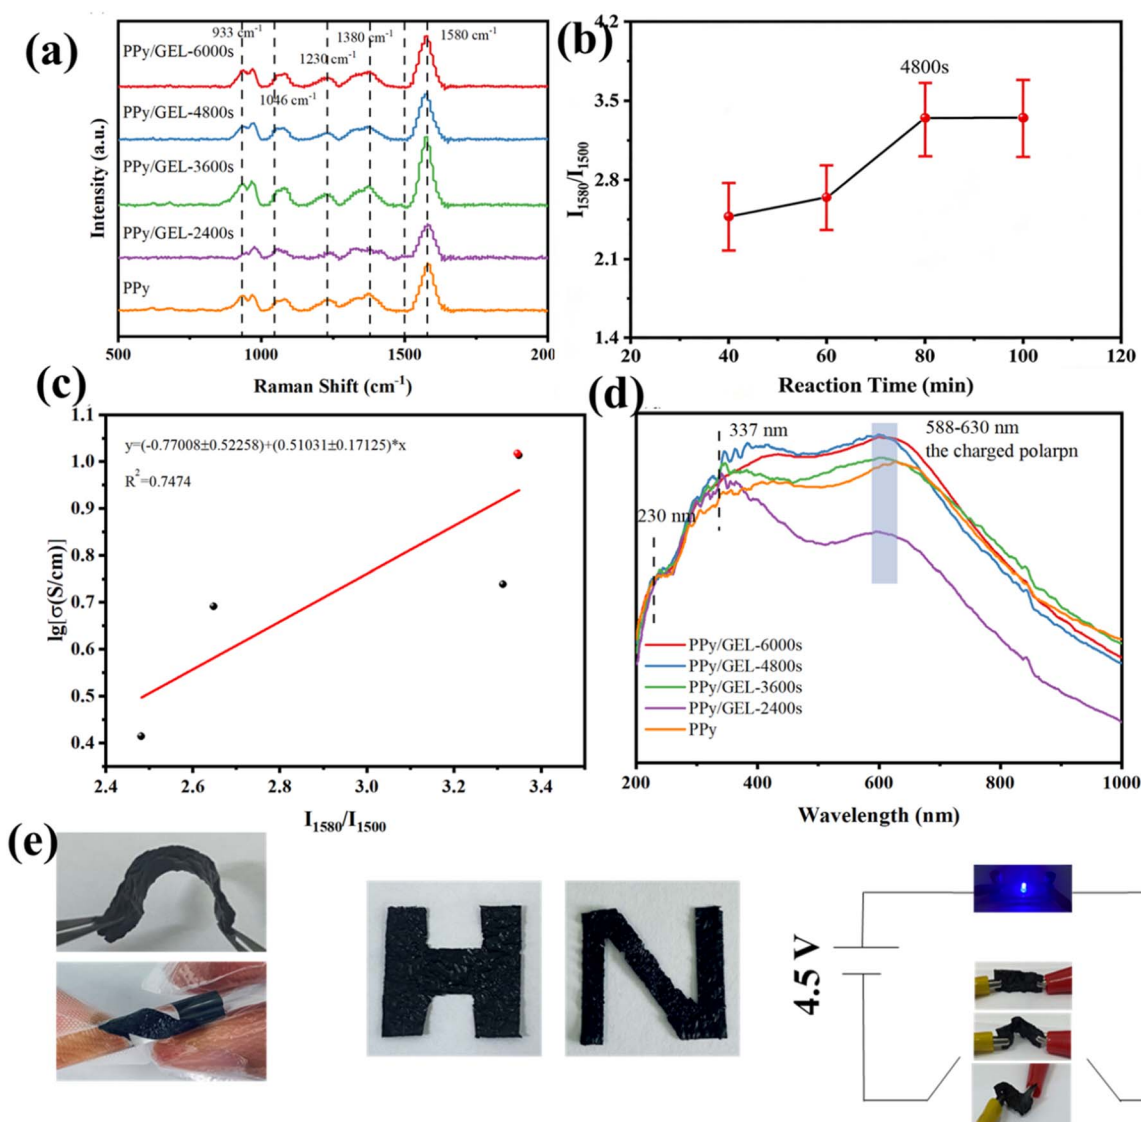 (a)
933 cm⁻¹
1380 cm⁻¹
1580 cm⁻¹
1230 cm⁻¹
1046 cm⁻¹
PPy/GEL-6000s
PPy/GEL-4800s
PPy/GEL-3600s
PPy/GEL-2400s
PPy
Intensity (a.u.)
500 1000 1500 200
Raman Shift (cm⁻¹)
(b)
4.2
3.5
2.8
2.1
1.4
4800s
I₁₅₈₀/I₁₅₀₀
20 40 60 80 100 120
Reaction Time (min)
(c)
1.1
1.0
0.9
0.8
0.7
0.6
0.5
0.4
y=(-0.77008±0.52258)+(0.51031±0.17125)*x
R²=0.7474
lg[σ(S/cm)]
2.4 2.6 2.8 3.0 3.2 3.4
I₁₅₈₀/I₁₅₀₀
(d)
337 nm
588-630 nm
the charged polarpn
230 nm
PPy/GEL-6000s
PPy/GEL-4800s
PPy/GEL-3600s
PPy/GEL-2400s
PPy
200 400 600 800 1000
Wavelength (nm)
(e)
H
N
4.5 V